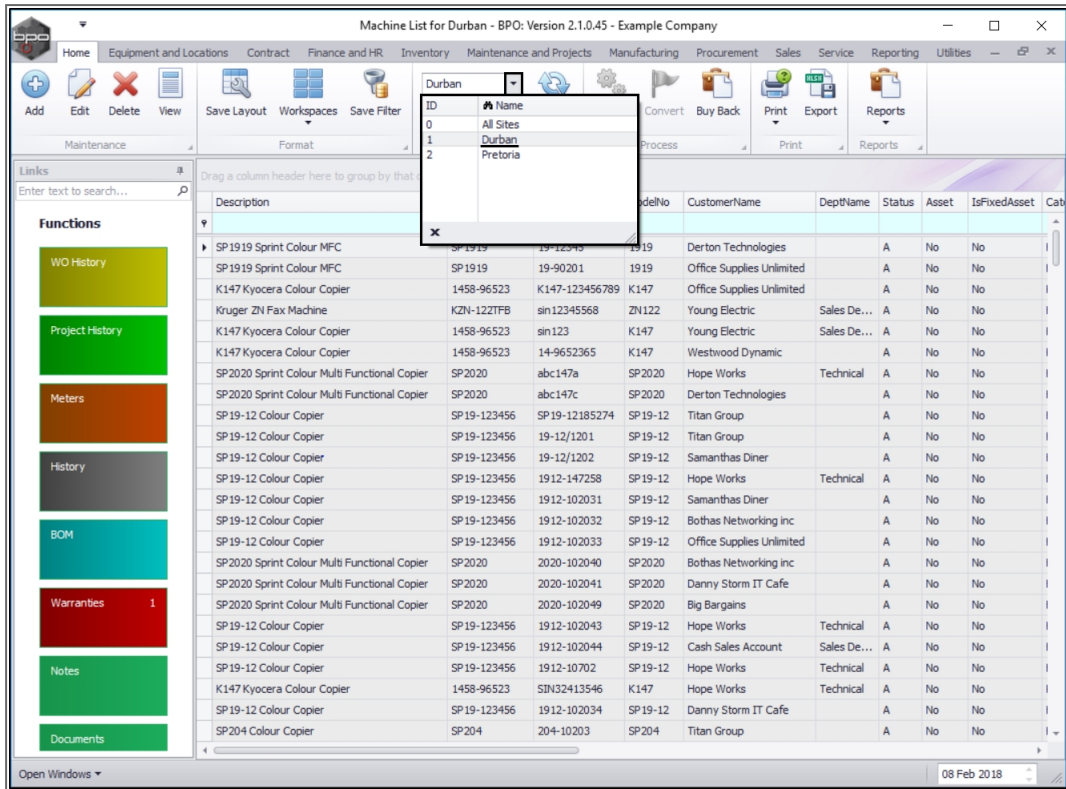 bpo
Machine List for Durban - BPO: Version 2.1.0.45 - Example Company
Home Equipment and Locations Contract Finance and HR Inventory Maintenance and Projects Manufacturing Procurement Sales Service Reporting Utilities
Add Edit Delete View Save Layout Workspaces Save Filter Durban Convert Buy Back Print Export Reports
Maintenance Format Process Print Reports
ID Name
0 All Sites
1 Durban
2 Pretoria
Links
Enter text to search...
Drag a column header here to group by that
Functions
WO History
Project History
Meters
History
BOM
Warranties 1
Notes
Documents
Description CustomerName DeptName Status Asset IsFixedAsset
SP1919 Sprint Colour MFC SP1919 19-12345 1919 Derton Technologies A No No
SP1919 Sprint Colour MFC SP1919 19-90201 1919 Office Supplies Unlimited A No No
K147 Kyocera Colour Copier 1458-96523 K147-123456789 K147 Office Supplies Unlimited A No No
Kruger ZN Fax Machine KZN-122TFB sin12345568 ZN122 Young Electric Sales De... A No No
K147 Kyocera Colour Copier 1458-96523 sin123 K147 Young Electric Sales De... A No No
K147 Kyocera Colour Copier 1458-96523 14-9652365 K147 Westwood Dynamic A No No
SP2020 Sprint Colour Multi Functional Copier SP2020 abc147a SP2020 Hope Works Technical A No No
SP2020 Sprint Colour Multi Functional Copier SP2020 abc147c SP2020 Derton Technologies A No No
SP19-12 Colour Copier SP19-123456 SP19-12185274 SP19-12 Titan Group A No No
SP19-12 Colour Copier SP19-123456 19-12/1201 SP19-12 Titan Group A No No
SP19-12 Colour Copier SP19-123456 19-12/1202 SP19-12 Samanthas Diner A No No
SP19-12 Colour Copier SP19-123456 1912-147258 SP19-12 Hope Works Technical A No No
SP19-12 Colour Copier SP19-123456 1912-102031 SP19-12 Samanthas Diner A No No
SP19-12 Colour Copier SP19-123456 1912-102032 SP19-12 Bothas Networking inc A No No
SP19-12 Colour Copier SP19-123456 1912-102033 SP19-12 Office Supplies Unlimited A No No
SP2020 Sprint Colour Multi Functional Copier SP2020 2020-102040 SP2020 Bothas Networking inc A No No
SP2020 Sprint Colour Multi Functional Copier SP2020 2020-102041 SP2020 Danny Storm IT Cafe A No No
SP2020 Sprint Colour Multi Functional Copier SP2020 2020-102049 SP2020 Big Bargains A No No
SP19-12 Colour Copier SP19-123456 1912-102043 SP19-12 Hope Works Technical A No No
SP19-12 Colour Copier SP19-123456 1912-102044 SP19-12 Cash Sales Account Sales De... A No No
SP19-12 Colour Copier SP19-123456 1912-10702 SP19-12 Hope Works Technical A No No
K147 Kyocera Colour Copier 1458-96523 SIN32413546 K147 Hope Works Technical A No No
SP19-12 Colour Copier SP19-123456 1912-102034 SP19-12 Danny Storm IT Cafe A No No
SP204 Colour Copier SP204 204-10203 SP204 Titan Group A No No
Open Windows 08 Feb 2018